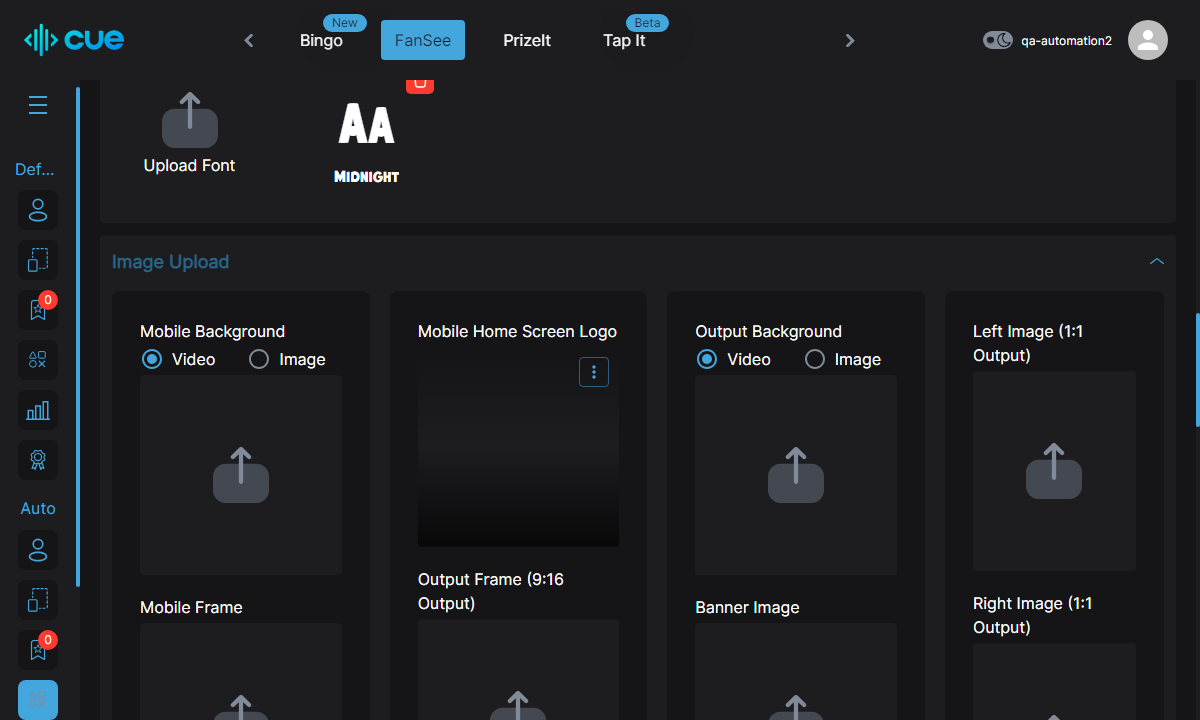 cue
Bingo
New
FanSee
PrizeIt
Tap It
Beta
qa-automation2
Def...
0
Auto
0
Upload Font
AA
MIDNIGHT
Image Upload
Mobile Background
Video
Image
Mobile Home Screen Logo
Output Background
Video
Image
Left Image (1:1
Output)
Mobile Frame
Output Frame (9:16
Output)
Banner Image
Right Image (1:1
Output)